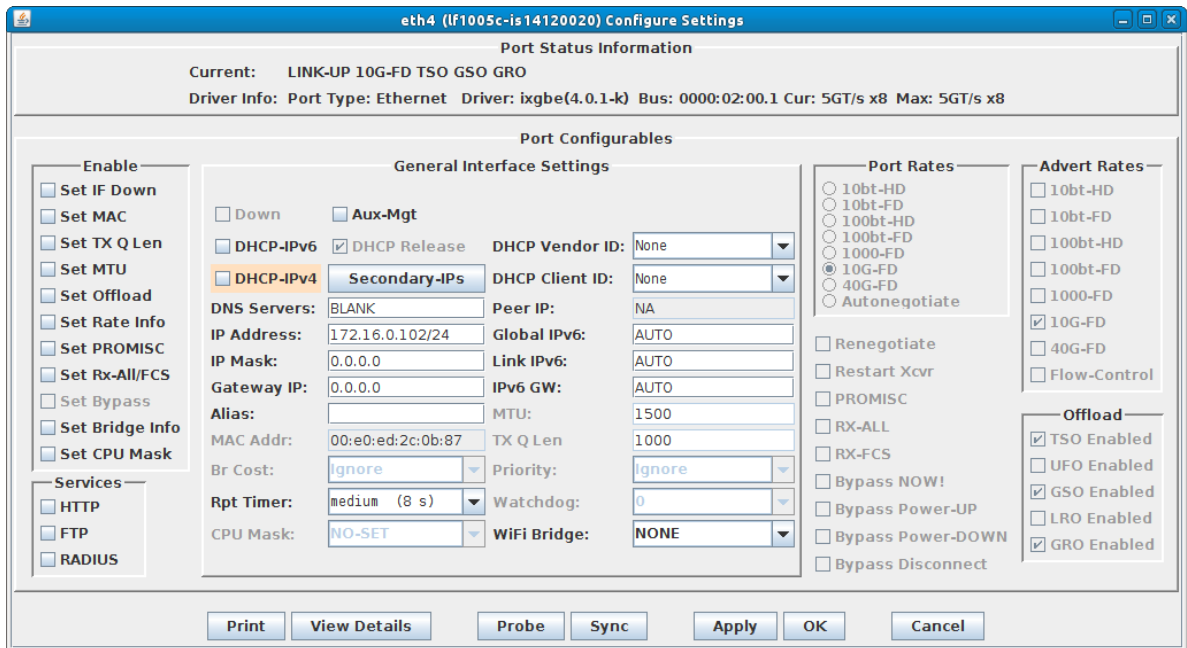 eth4 (lf1005c-is14120020) Configure Settings
Port Status Information
Current: LINK-UP 10G-FD TSO GSO GRO
Driver Info: Port Type: Ethernet Driver: ixgbe(4.0.1-k) Bus: 0000:02:00.1 Cur: 5GT/s x8 Max: 5GT/s x8
Port Configurables
Enable
Set IF Down
Set MAC
Set TX Q Len
Set MTU
Set Offload
Set Rate Info
Set PROMISC
Set Rx-All/FCS
Set Bypass
Set Bridge Info
Set CPU Mask
Services
HTTP
FTP
RADIUS
General Interface Settings
Down Aux-Mgt
DHCP-IPv6 DHCP Release DHCP Vendor ID: None
DHCP-IPv4 Secondary-IPs DHCP Client ID: None
DNS Servers: BLANK Peer IP: NA
IP Address: 172.16.0.102/24 Global IPv6: AUTO
IP Mask: 0.0.0.0 Link IPv6: AUTO
Gateway IP: 0.0.0.0 IPv6 GW: AUTO
Alias: MTU: 1500
MAC Addr: 00:e0:ed:2c:0b:87 TX Q Len 1000
Br Cost: Ignore Priority: Ignore
Rpt Timer: medium (8 s) Watchdog: 0
CPU Mask: NO-SET WiFi Bridge: NONE
Port Rates
10bt-HD
10bt-FD
100bt-HD
100bt-FD
1000-FD
10G-FD
40G-FD
Autonegotiate
Renegotiate
Restart Xcvr
PROMISC
RX-ALL
RX-FCS
Bypass NOW!
Bypass Power-UP
Bypass Power-DOWN
Bypass Disconnect
Advert Rates
10bt-HD
10bt-FD
100bt-HD
100bt-FD
1000-FD
10G-FD
40G-FD
Flow-Control
Offload
TSO Enabled
UFO Enabled
GSO Enabled
LRO Enabled
GRO Enabled
Print View Details Probe Sync Apply OK Cancel